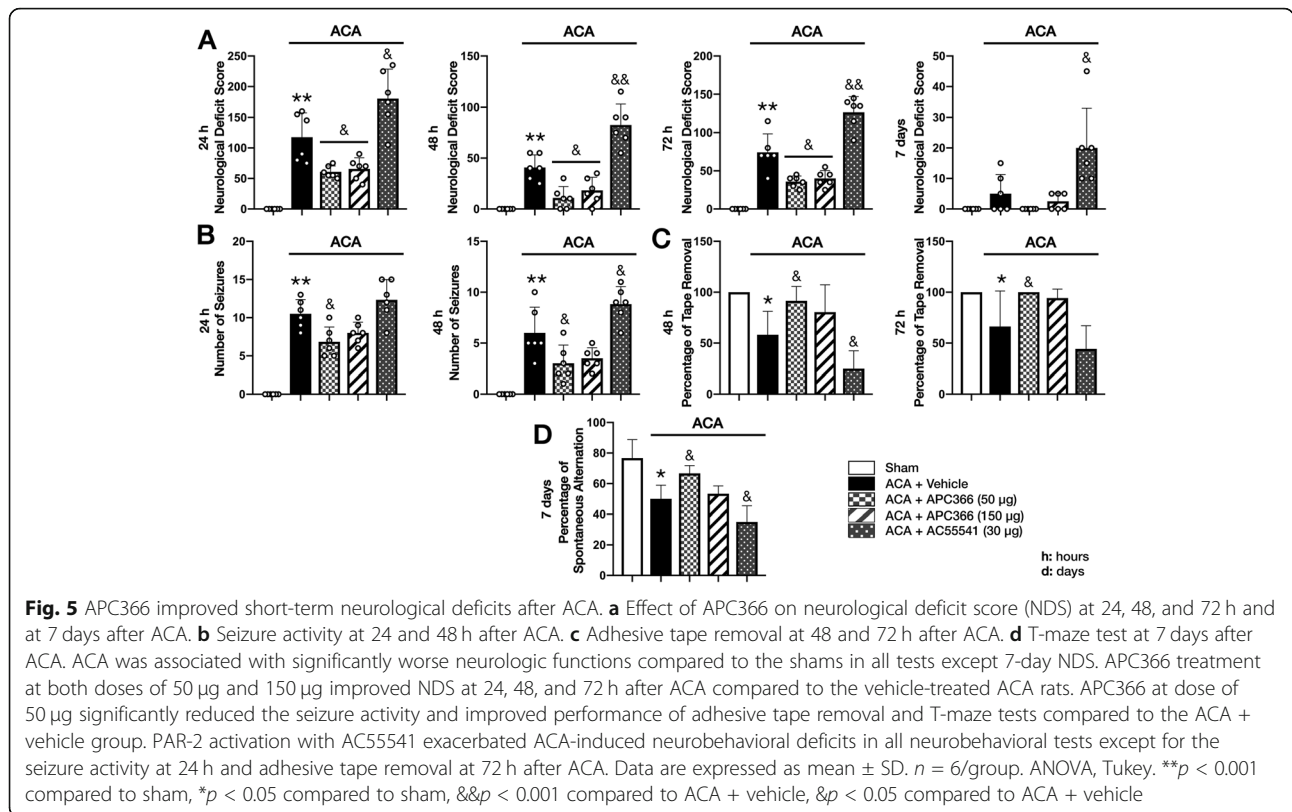 A
ACA
24 h
Neurological Deficit Score
250
200
150
100
50
0
**
&
&
ACA
48 h
Neurological Deficit Score
150
100
50
0
**
&
&&
ACA
72 h
Neurological Deficit Score
200
150
100
50
0
**
&
&&
ACA
7 days
Neurological Deficit Score
50
40
30
20
10
0
&
B
ACA
24 h
Number of Seizures
20
15
10
5
0
**
&
ACA
48 h
Number of Seizures
15
10
5
0
**
&
&
C
ACA
48 h
Percentage of Tape Removal
150
100
50
0
*
&
&
ACA
72 h
Percentage of Tape Removal
150
100
50
0
*
&
D
ACA
7 days
Percentage of
Spontaneous Alternation
100
80
60
40
20
0
*
&
&
Sham
ACA + Vehicle
ACA + APC366 (50 µg)
ACA + APC366 (150 µg)
ACA + AC55541 (30 µg)
h: hours
d: days
Fig. 5 APC366 improved short-term neurological deficits after ACA. a Effect of APC366 on neurological deficit score (NDS) at 24, 48, and 72 h and
at 7 days after ACA. b Seizure activity at 24 and 48 h after ACA. c Adhesive tape removal at 48 and 72 h after ACA. d T-maze test at 7 days after
ACA. ACA was associated with significantly worse neurologic functions compared to the shams in all tests except 7-day NDS. APC366 treatment
at both doses of 50 µg and 150 µg improved NDS at 24, 48, and 72 h after ACA compared to the vehicle-treated ACA rats. APC366 at dose of
50 µg significantly reduced the seizure activity and improved performance of adhesive tape removal and T-maze tests compared to the ACA +
vehicle group. PAR-2 activation with AC55541 exacerbated ACA-induced neurobehavioral deficits in all neurobehavioral tests except for the
seizure activity at 24 h and adhesive tape removal at 72 h after ACA. Data are expressed as mean ± SD. n = 6/group. ANOVA, Tukey. **p < 0.001
compared to sham, *p < 0.05 compared to sham, &&p < 0.001 compared to ACA + vehicle, &p < 0.05 compared to ACA + vehicle